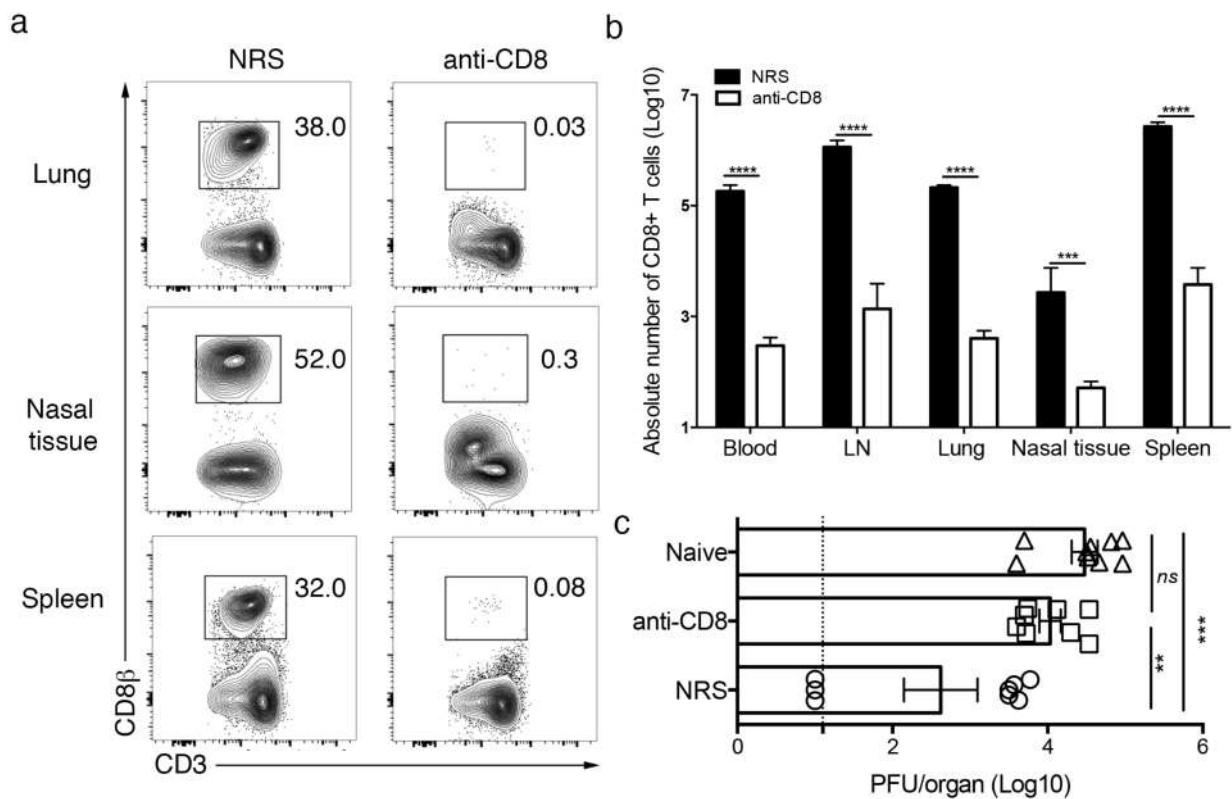 a
NRS
anti-CD8
Lung
38.0
0.03
Nasal
tissue
52.0
0.3
Spleen
32.0
0.08
CD8β
CD3
b
NRS
anti-CD8
Absolute number of CD8+ T cells (Log10)
7
5
3
1
****
****
****
***
****
Blood
LN
Lung
Nasal tissue
Spleen
c
Naive
anti-CD8
NRS
ns
**
***
0
2
4
6
PFU/organ (Log10)